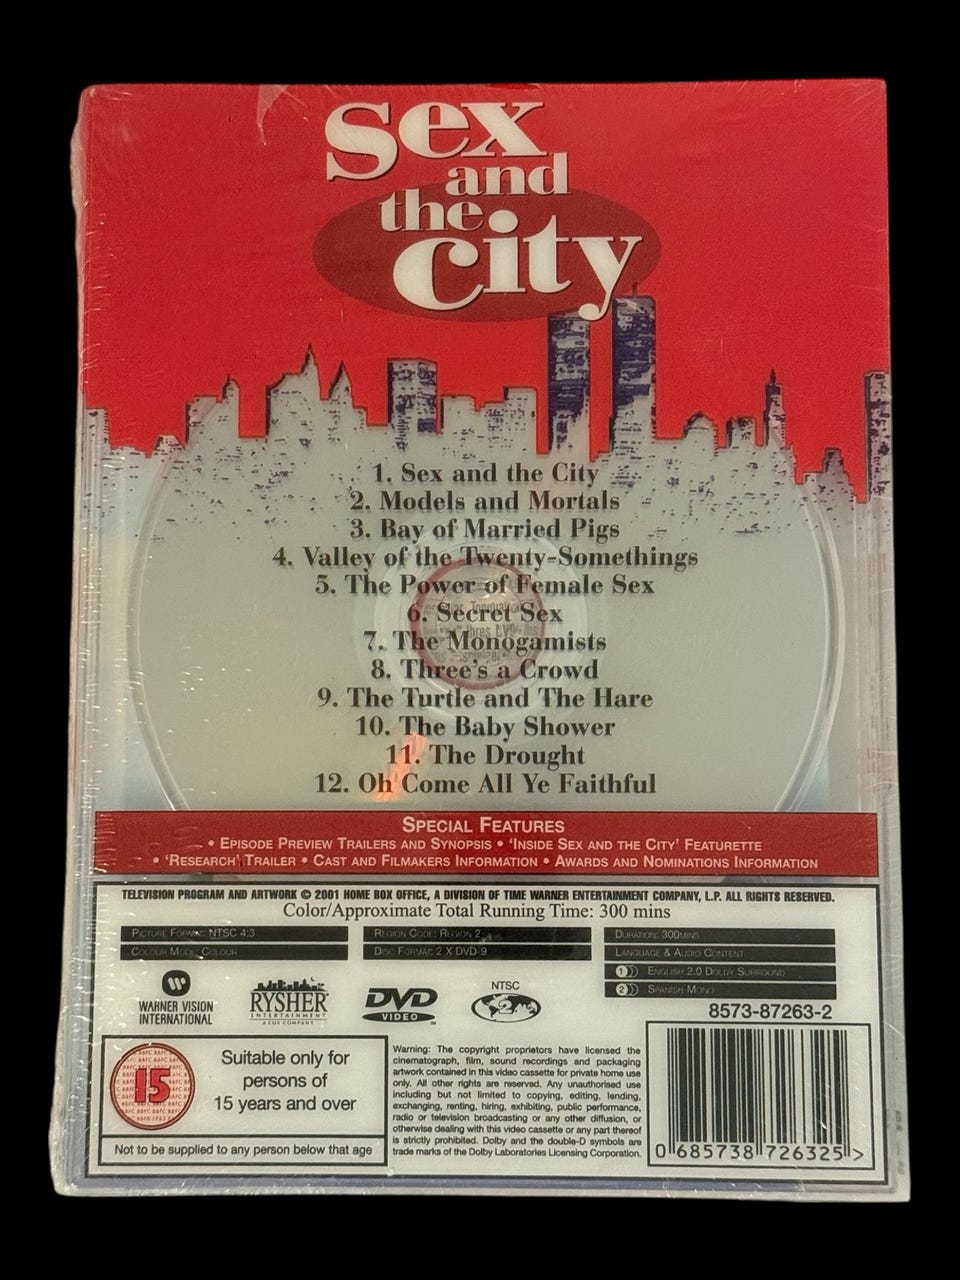 Sex
and
the
city
1. Sex and the City
2. Models and Mortals
3. Bay of Married Pigs
4. Valley of the Twenty-Somethings
5. The Power of Female Sex
6. Secret Sex
7. The Monogamists
8. Three's a Crowd
9. The Turtle and The Hare
10. The Baby Shower
11. The Drought
12. Oh Come All Ye Faithful
SPECIAL FEATURES
• EPISODE PREVIEW TRAILERS AND SYNOPSIS • 'INSIDE SEX AND THE CITY' FEATURETTE
• 'RESEARCH' TRAILER • CAST AND FILMAKERS INFORMATION • AWARDS AND NOMINATIONS INFORMATION
TELEVISION PROGRAM AND ARTWORK © 2001 HOME BOX OFFICE, A DIVISION OF TIME WARNER ENTERTAINMENT COMPANY, L.P. ALL RIGHTS RESERVED.
Color/Approximate Total Running Time: 300 mins
PICTURE FORMAT: NTSC 4:3
COLOUR MODE: COLOUR
REGION CODE: REGION 2
DISC FORMAT: 2 X DVD-9
DURATION: 300MINS
LANGUAGE & AUDIO CONTENT
1 ENGLISH 2.0 DOLBY SURROUND
2 SPANISH MONO
WARNER VISION
INTERNATIONAL
RYSHER
ENTERTAINMENT
A COX COMPANY
DVD
VIDEO
NTSC
2
8573-87263-2
15
Suitable only for
persons of
15 years and over
Not to be supplied to any person below that age
Warning: The copyright proprietors have licensed the
cinematograph, film, sound recordings and packaging
artwork contained in this video cassette for private home use
only. All other rights are reserved. Any unauthorised use
including but not limited to copying, editing, lending,
exchanging, renting, hiring, exhibiting, public performance,
radio or television broadcasting or any other diffusion, or
otherwise dealing with this video cassette or any part thereof
is strictly prohibited. Dolby and the double-D symbols are
trade marks of the Dolby Laboratories Licensing Corporation.
0 685738 726325 >